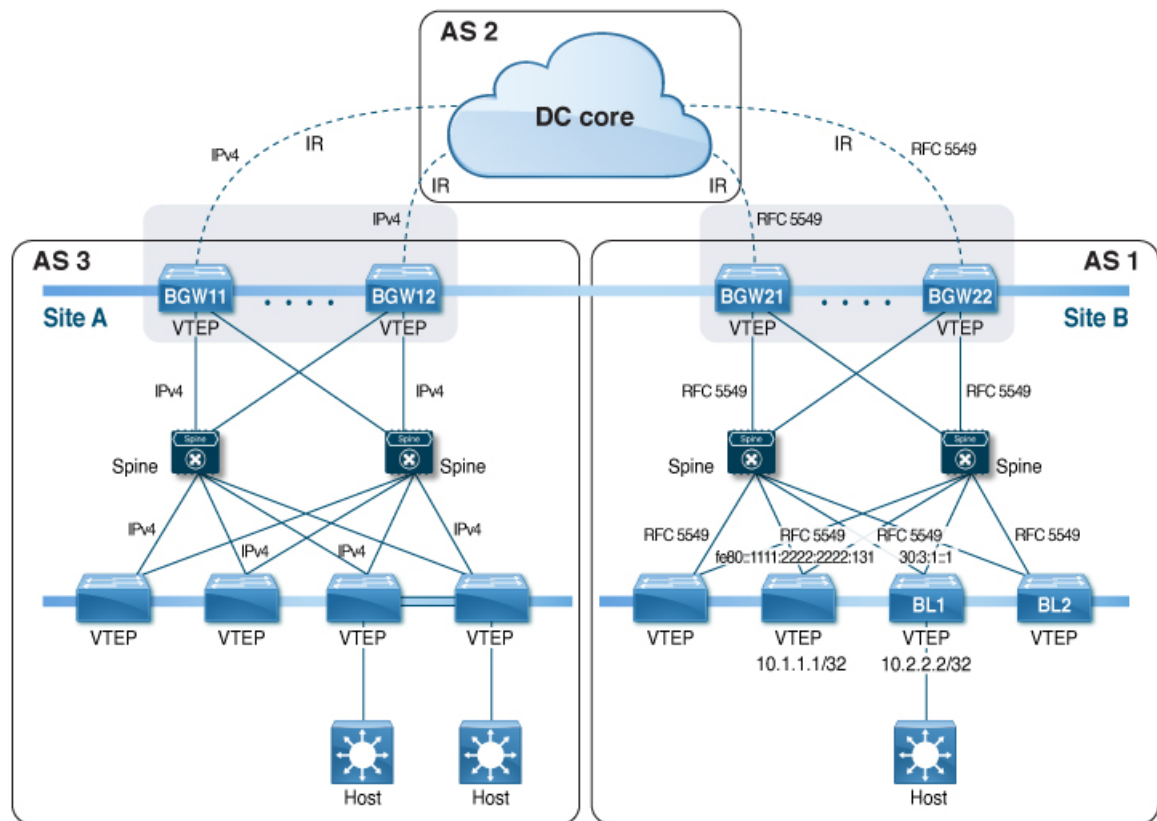 AS 2
DC core
IPv4
IR
IR
RFC 5549
IR
IR
IPv4
RFC 5549
AS 3
AS 1
BGW11
BGW12
BGW21
BGW22
Site A
VTEP
VTEP
VTEP
VTEP
Site B
IPv4
IPv4
RFC 5549
RFC 5549
Spine
Spine
Spine
Spine
Spine
Spine
Spine
Spine
IPv4
IPv4
IPv4
IPv4
RFC 5549
RFC 5549
RFC 5549
RFC 5549
fe80::1111:2222:2222:131
30:3:1::1
BL1
BL2
VTEP
VTEP
VTEP
VTEP
VTEP
VTEP
VTEP
VTEP
10.1.1.1/32
10.2.2.2/32
Host
Host
Host